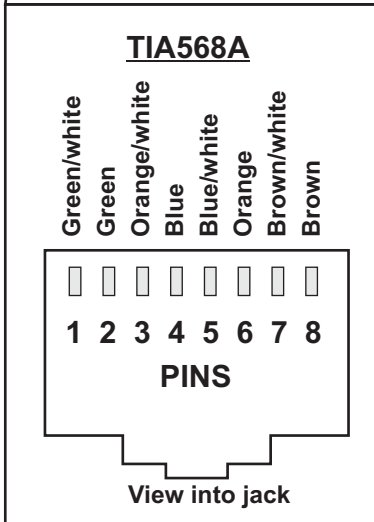 TIA568A
Green/white
Green
Orange/white
Blue
Blue/white
Orange
Brown/white
Brown
1 2 3 4 5 6 7 8
PINS
View into jack